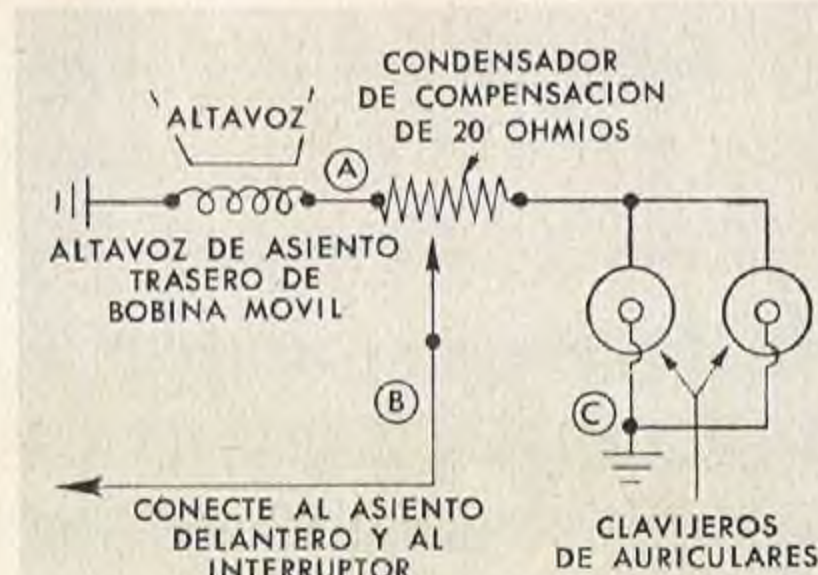 CONDENSADOR
DE COMPENSACION
DE 20 OHMIOS
ALTAVOZ
A
ALTAVOZ DE ASIENTO
TRASERO DE
BOBINA MOVIL
B
C
CONECTE AL ASIENTO
DELANTERO Y AL
INTERRUPTOR
CLAVIJEROS
DE AURICULARES